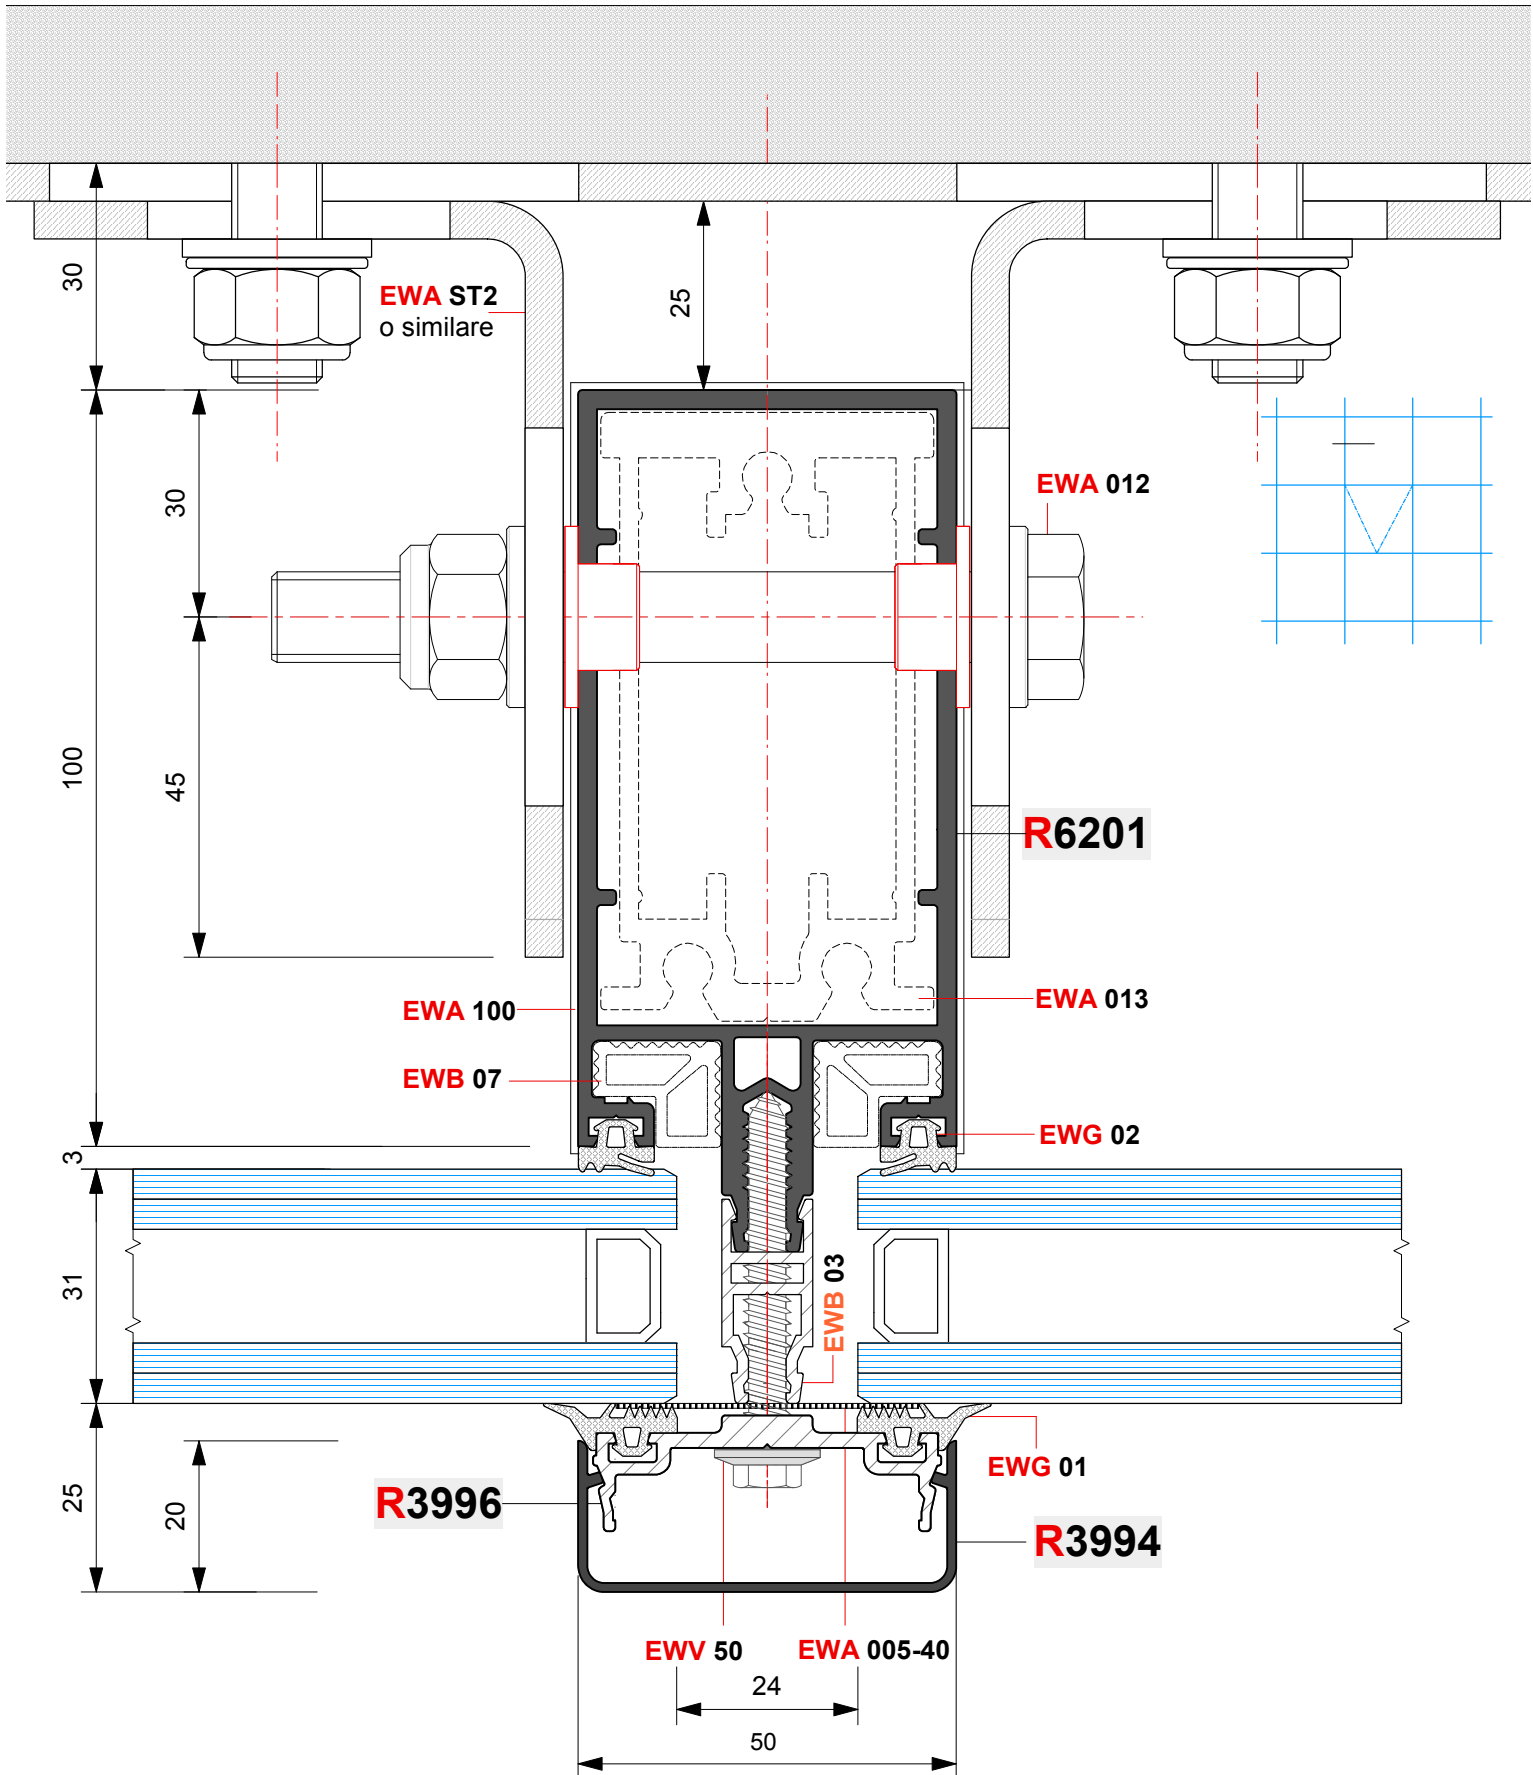 30
EWA ST2
o similare
25
30
EWA 012
100
45
R6201
EWA 100
EWA 013
EWB 07
EWG 02
3
31
EWB 03
25
20
R3996
EWG 01
R3994
EWV 50
EWA 005-40
24
50